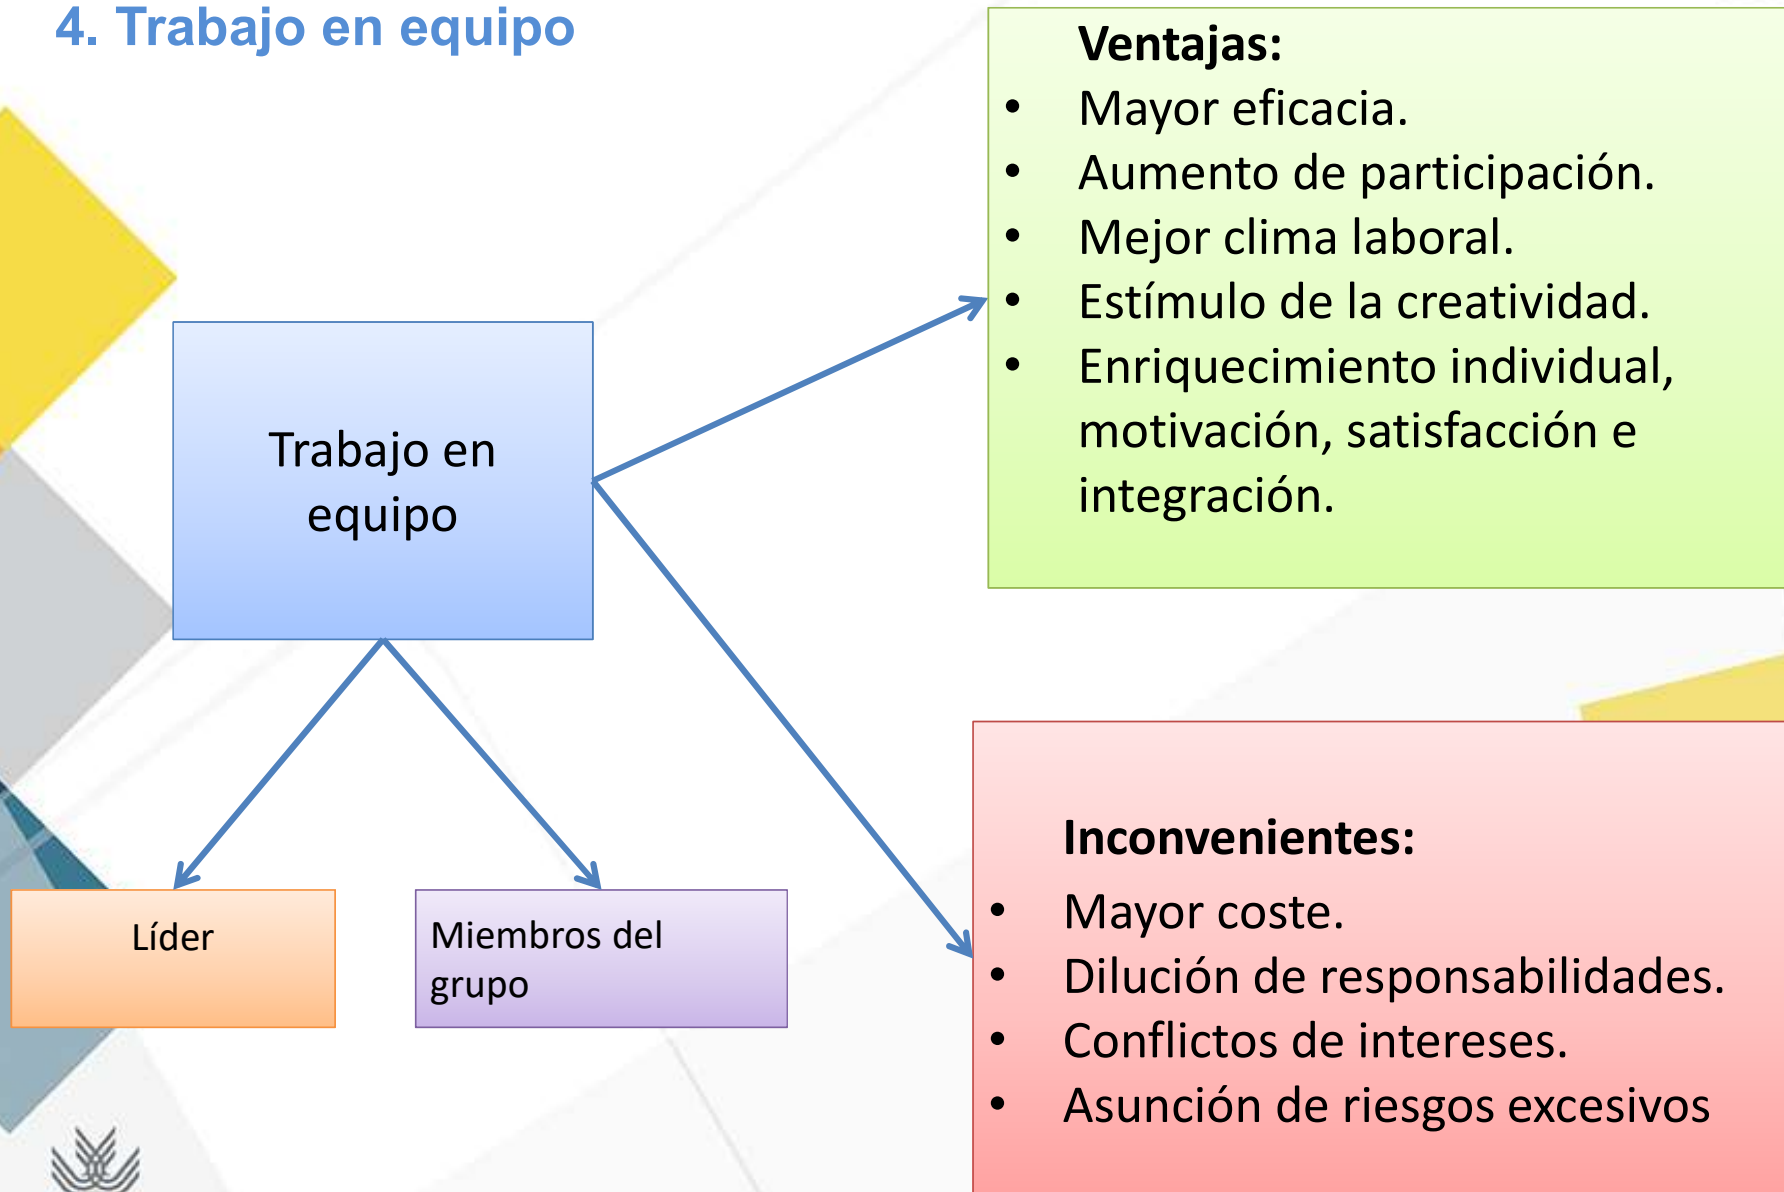 4. Trabajo en equipo
Ventajas:
• Mayor eficacia.
• Aumento de participación.
• Mejor clima laboral.
• Estímulo de la creatividad.
• Enriquecimiento individual,
motivación, satisfacción e
integración.
Trabajo en
equipo
Líder
Miembros del
grupo
Inconvenientes:
• Mayor coste.
• Dilución de responsabilidades.
• Conflictos de intereses.
• Asunción de riesgos excesivos